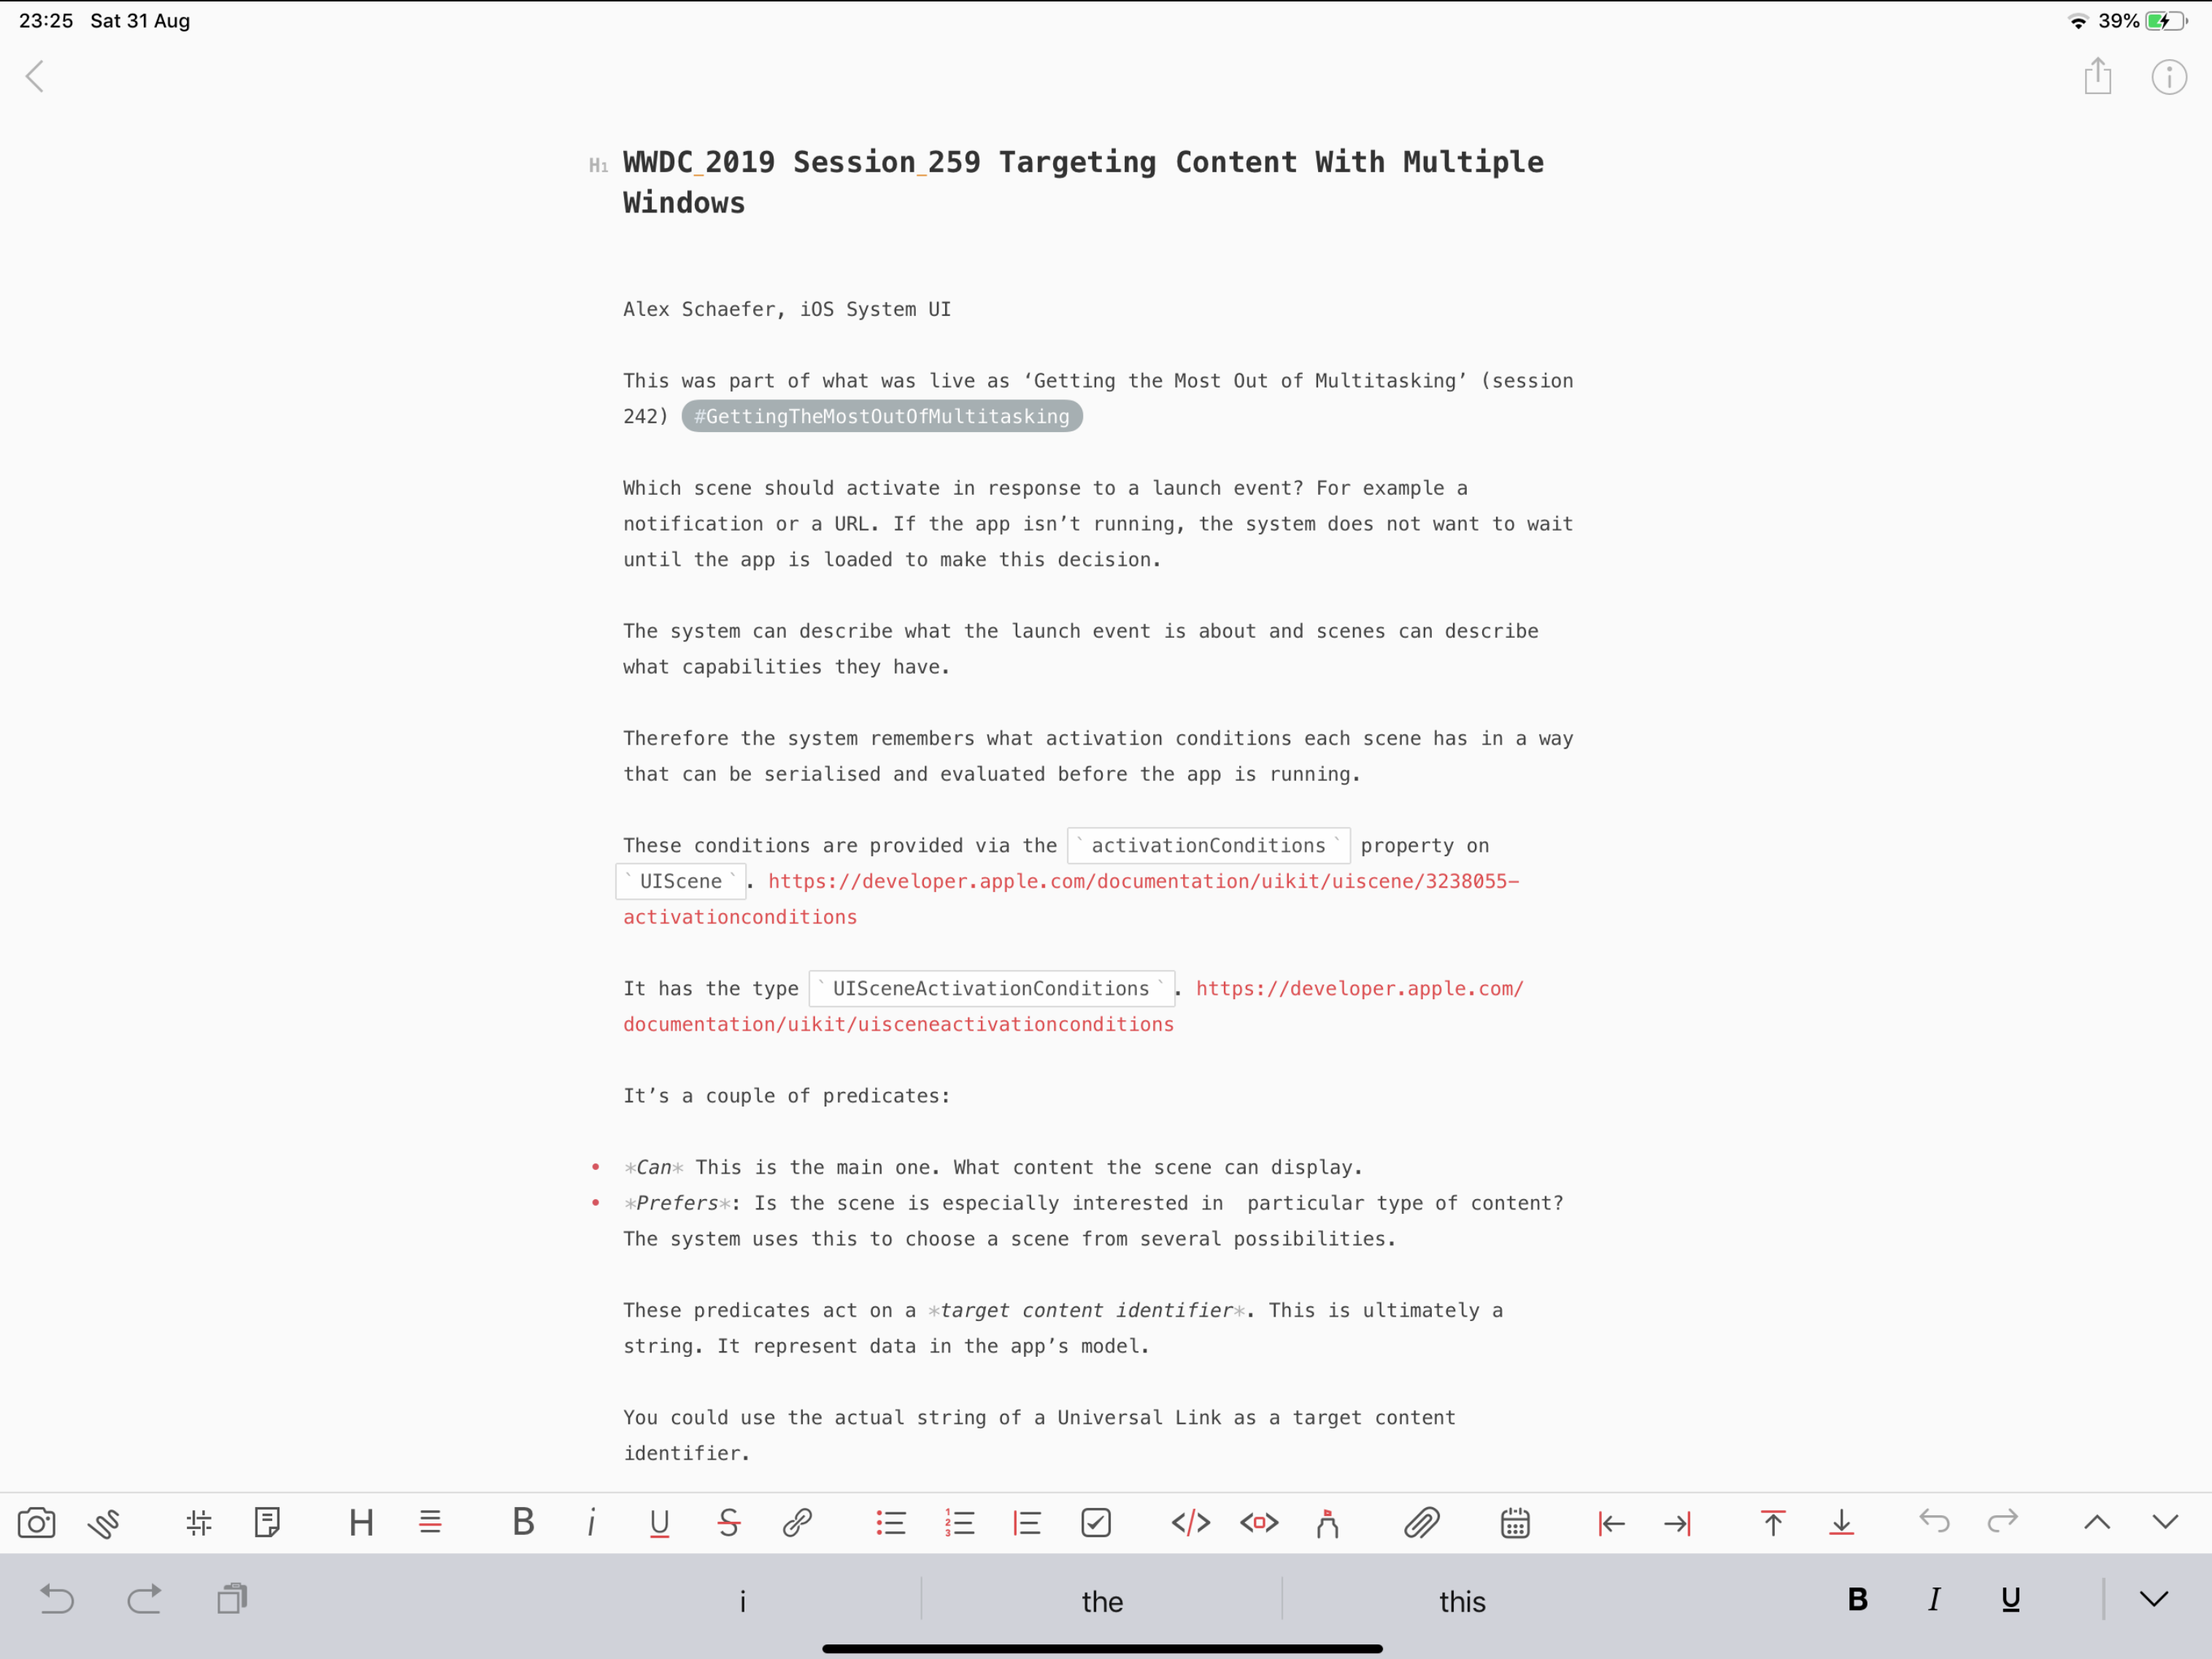 23:25 Sat 31 Aug
39%
H1 WWDC_2019 Session_259 Targeting Content With Multiple
Windows
Alex Schaefer, iOS System UI
This was part of what was live as ‘Getting the Most Out of Multitasking’ (session
242) #GettingTheMostOutOfMultitasking
Which scene should activate in response to a launch event? For example a
notification or a URL. If the app isn’t running, the system does not want to wait
until the app is loaded to make this decision.
The system can describe what the launch event is about and scenes can describe
what capabilities they have.
Therefore the system remembers what activation conditions each scene has in a way
that can be serialised and evaluated before the app is running.
These conditions are provided via the `activationConditions` property on
`UIScene`. https://developer.apple.com/documentation/uikit/uiscene/3238055-
activationconditions
It has the type `UISceneActivationConditions`. https://developer.apple.com/
documentation/uikit/uisceneactivationconditions
It’s a couple of predicates:
• *Can* This is the main one. What content the scene can display.
• *Prefers*: Is the scene is especially interested in  particular type of content?
The system uses this to choose a scene from several possibilities.
These predicates act on a *target content identifier*. This is ultimately a
string. It represent data in the app’s model.
You could use the actual string of a Universal Link as a target content
identifier.
H B i U S
i the this B I U